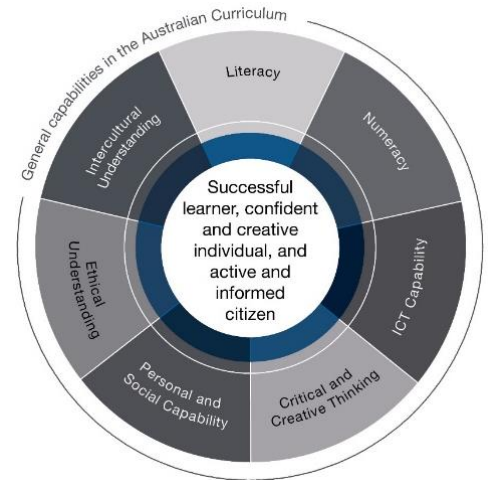 General capabilities in the Australian Curriculum
Literacy
Numeracy
ICT Capability
Critical and
Creative Thinking
Personal and
Social Capability
Ethical
Understanding
Intercultural
Understanding
Successful
learner, confident
and creative
individual, and
active and
informed
citizen